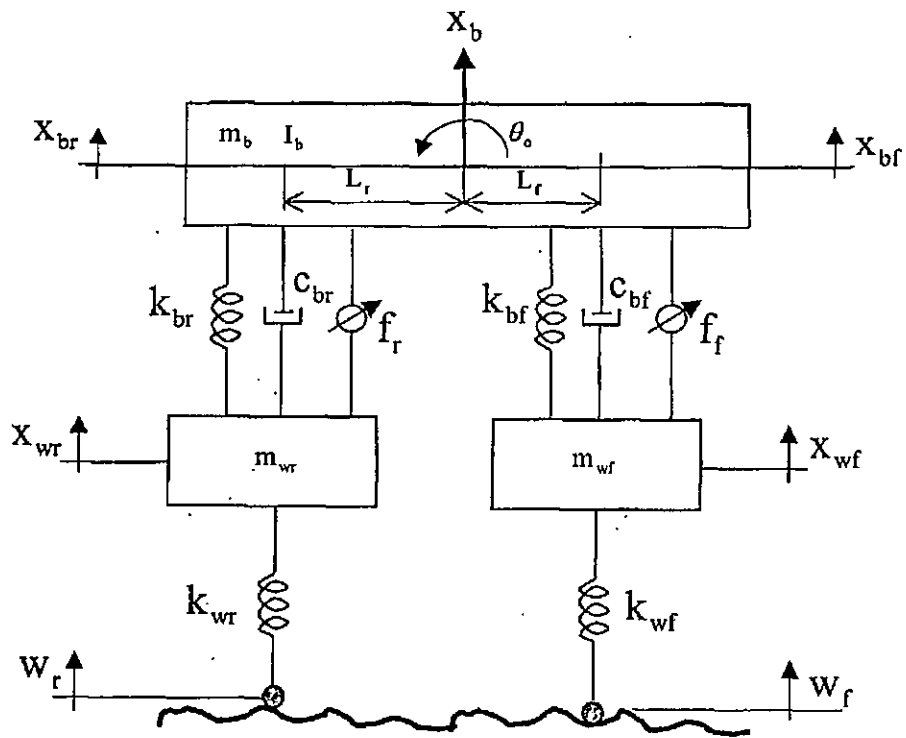 x_b
x_br m_b I_b θ_o x_bf
L_r L_f
k_br c_br f_r k_bf c_bf f_f
x_wr m_wr m_wf x_wf
k_wr k_wf
w_r w_f